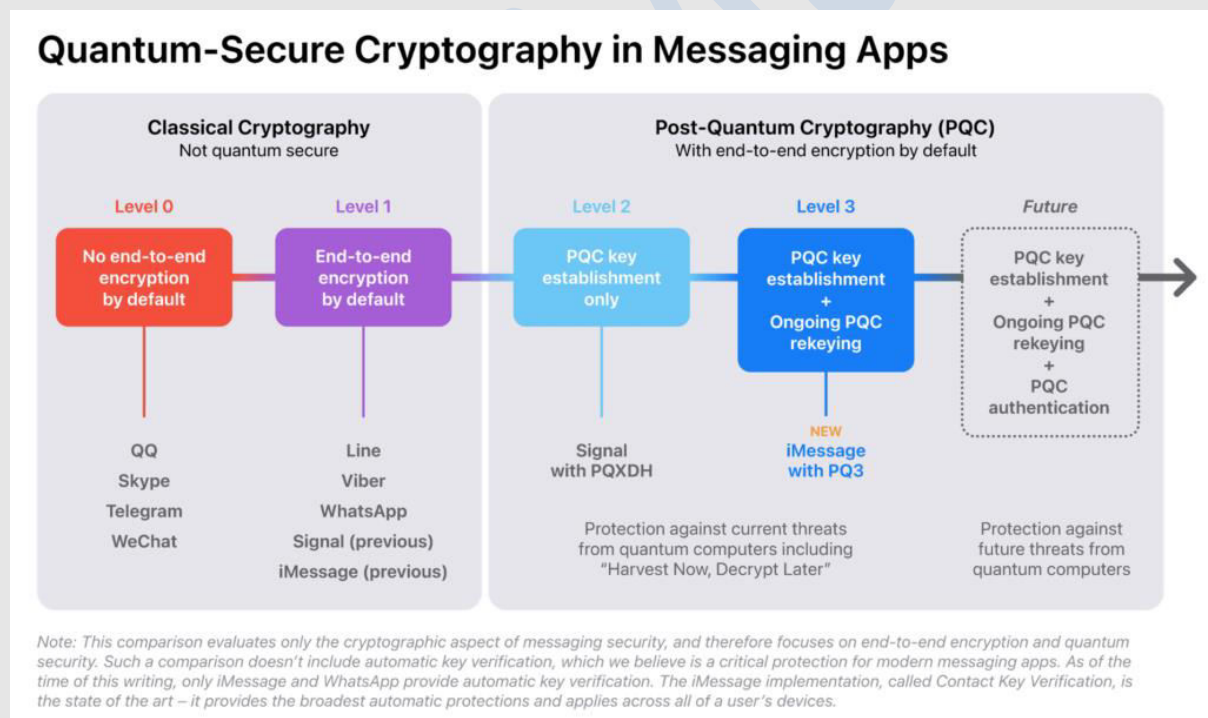 Quantum-Secure Cryptography in Messaging Apps
Classical Cryptography
Not quantum secure
Level 0
No end-to-end
encryption
by default
QQ
Skype
Telegram
WeChat
Level 1
End-to-end
encryption
by default
Line
Viber
WhatsApp
Signal (previous)
iMessage (previous)
Post-Quantum Cryptography (PQC)
With end-to-end encryption by default
Level 2
PQC key
establishment
only
Signal
with PQXDH
Level 3
PQC key
establishment
+
Ongoing PQC
rekeying
NEW
iMessage
with PQ3
Protection against current threats
from quantum computers including
“Harvest Now, Decrypt Later”
Future
PQC key
establishment
+
Ongoing PQC
rekeying
+
PQC
authentication
Protection against
future threats from
quantum computers
Note: This comparison evaluates only the cryptographic aspect of messaging security, and therefore focuses on end-to-end encryption and quantum
security. Such a comparison doesn’t include automatic key verification, which we believe is a critical protection for modern messaging apps. As of the
time of this writing, only iMessage and WhatsApp provide automatic key verification. The iMessage implementation, called Contact Key Verification, is
the state of the art – it provides the broadest automatic protections and applies across all of a user’s devices.